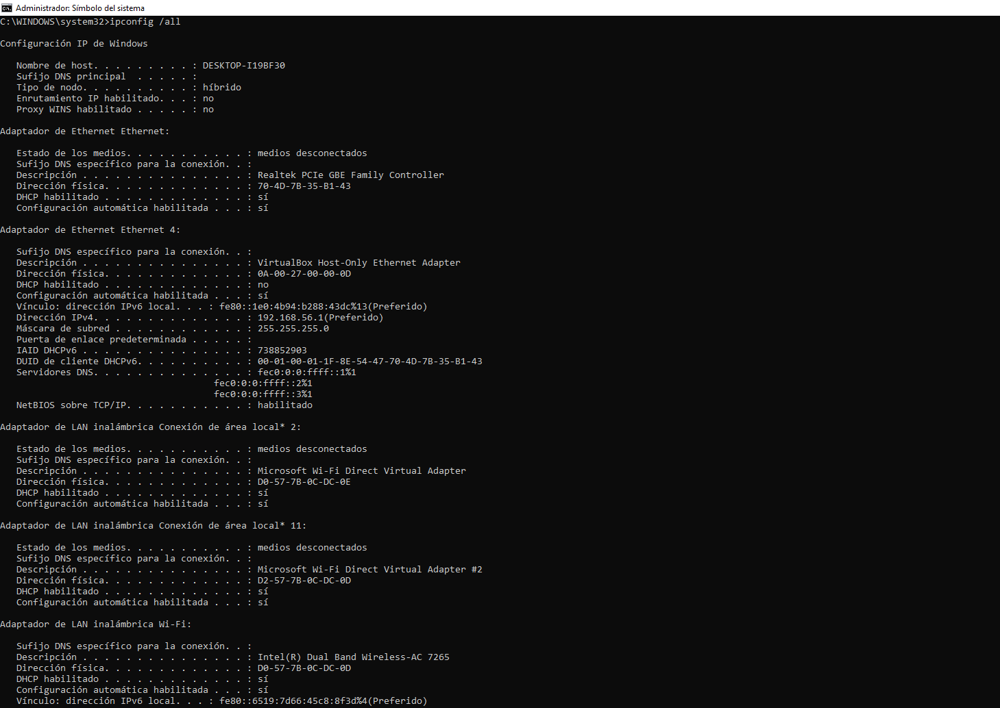 Administrador: Símbolo del sistema
C:\WINDOWS\system32>ipconfig /all
Configuración IP de Windows
Nombre de host. . . . . . . . . : DESKTOP-I19BF30
Sufijo DNS principal  . . . . . :
Tipo de nodo. . . . . . . . . . : híbrido
Enrutamiento IP habilitado. . . : no
Proxy WINS habilitado . . . . . : no
Adaptador de Ethernet Ethernet:
Estado de los medios. . . . . . . . . . . : medios desconectados
Sufijo DNS específico para la conexión. . :
Descripción . . . . . . . . . . . . . . . : Realtek PCIe GBE Family Controller
Dirección física. . . . . . . . . . . . . : 70-4D-7B-35-B1-43
DHCP habilitado . . . . . . . . . . . . . : sí
Configuración automática habilitada . . . : sí
Adaptador de Ethernet Ethernet 4:
Sufijo DNS específico para la conexión. . :
Descripción . . . . . . . . . . . . . . . : VirtualBox Host-Only Ethernet Adapter
Dirección física. . . . . . . . . . . . . : 0A-00-27-00-00-0D
DHCP habilitado . . . . . . . . . . . . . : no
Configuración automática habilitada . . . : sí
Vínculo: dirección IPv6 local. . . : fe80::1e0:4b94:b288:43dc%13(Preferido)
Dirección IPv4. . . . . . . . . . . . . . : 192.168.56.1(Preferido)
Máscara de subred . . . . . . . . . . . . : 255.255.255.0
Puerta de enlace predeterminada . . . . . :
IAID DHCPv6 . . . . . . . . . . . . . . . : 738852903
DUID de cliente DHCPv6. . . . . . . . . . : 00-01-00-01-1F-8E-54-47-70-4D-7B-35-B1-43
Servidores DNS. . . . . . . . . . . . . . : fec0:0:0:ffff::1%1
fec0:0:0:ffff::2%1
fec0:0:0:ffff::3%1
NetBIOS sobre TCP/IP. . . . . . . . . . . : habilitado
Adaptador de LAN inalámbrica Conexión de área local* 2:
Estado de los medios. . . . . . . . . . . : medios desconectados
Sufijo DNS específico para la conexión. . :
Descripción . . . . . . . . . . . . . . . : Microsoft Wi-Fi Direct Virtual Adapter
Dirección física. . . . . . . . . . . . . : D0-57-7B-0C-DC-0E
DHCP habilitado . . . . . . . . . . . . . : sí
Configuración automática habilitada . . . : sí
Adaptador de LAN inalámbrica Conexión de área local* 11:
Estado de los medios. . . . . . . . . . . : medios desconectados
Sufijo DNS específico para la conexión. . :
Descripción . . . . . . . . . . . . . . . : Microsoft Wi-Fi Direct Virtual Adapter #2
Dirección física. . . . . . . . . . . . . : D2-57-7B-0C-DC-0D
DHCP habilitado . . . . . . . . . . . . . : sí
Configuración automática habilitada . . . : sí
Adaptador de LAN inalámbrica Wi-Fi:
Sufijo DNS específico para la conexión. . :
Descripción . . . . . . . . . . . . . . . : Intel(R) Dual Band Wireless-AC 7265
Dirección física. . . . . . . . . . . . . : D0-57-7B-0C-DC-0D
DHCP habilitado . . . . . . . . . . . . . : sí
Configuración automática habilitada . . . : sí
Vínculo: dirección IPv6 local. . . : fe80::6519:7d66:45c8:8f3d%4(Preferido)